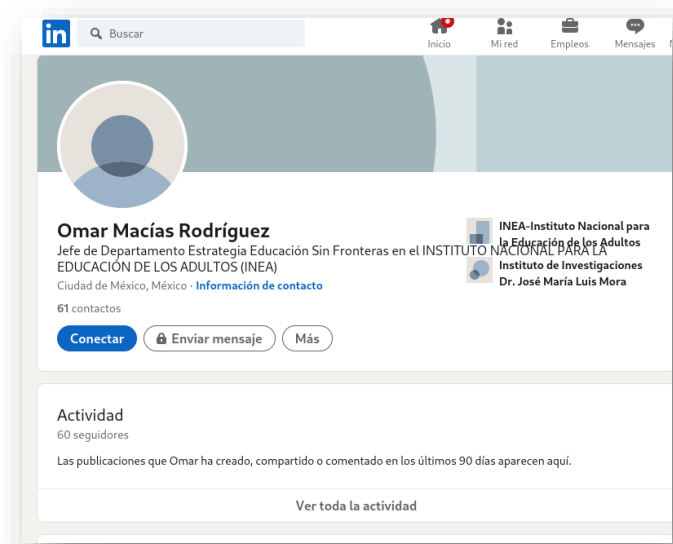 in
Buscar
Inicio
Mi red
Empleos
Mensajes
Omar Macías Rodríguez
Jefe de Departamento Estrategia Educación Sin Fronteras en el INSTITUTO NACIONAL PARA LA
EDUCACIÓN DE LOS ADULTOS (INEA)
Ciudad de México, México · Información de contacto
61 contactos
INEA-Instituto Nacional para
la Educación de los Adultos
Instituto de Investigaciones
Dr. José María Luis Mora
Conectar
Enviar mensaje
Más
Actividad
60 seguidores
Las publicaciones que Omar ha creado, compartido o comentado en los últimos 90 días aparecen aquí.
Ver toda la actividad